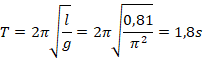 T = 2π√(l/g) = 2π√(0,81/π²) = 1,8s